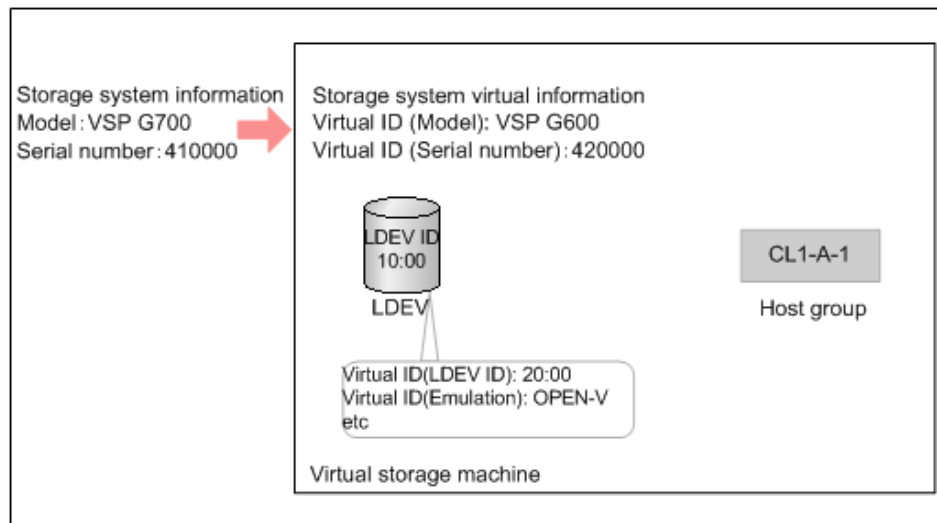 Storage system information
Model:VSP G700
Serial number:410000
Storage system virtual information
Virtual ID (Model): VSP G600
Virtual ID (Serial number):420000
LDEV ID
10:00
LDEV
CL1-A-1
Host group
Virtual ID(LDEV ID): 20:00
Virtual ID(Emulation): OPEN-V
etc
Virtual storage machine